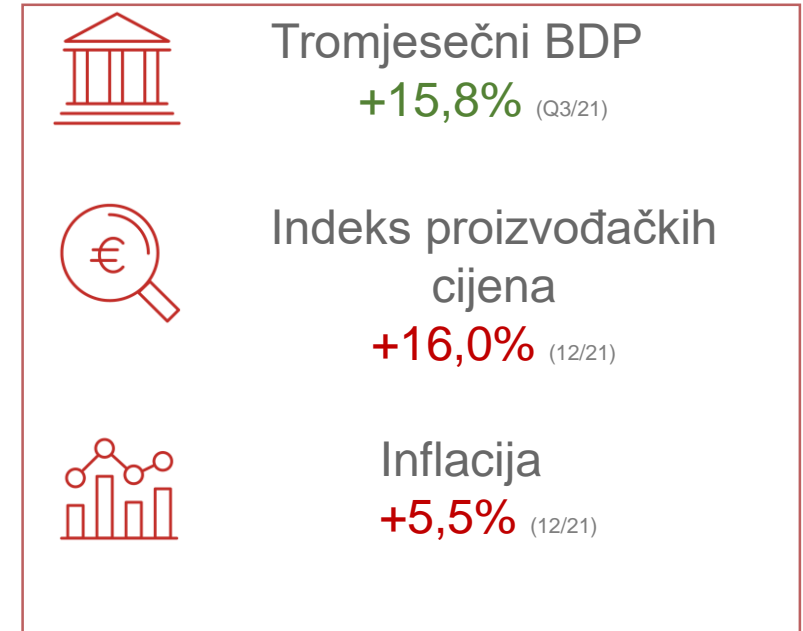 Tromjesečni BDP
+15,8% (Q3/21)
€
Indeks proizvođačkih
cijena
+16,0% (12/21)
Inflacija
+5,5% (12/21)